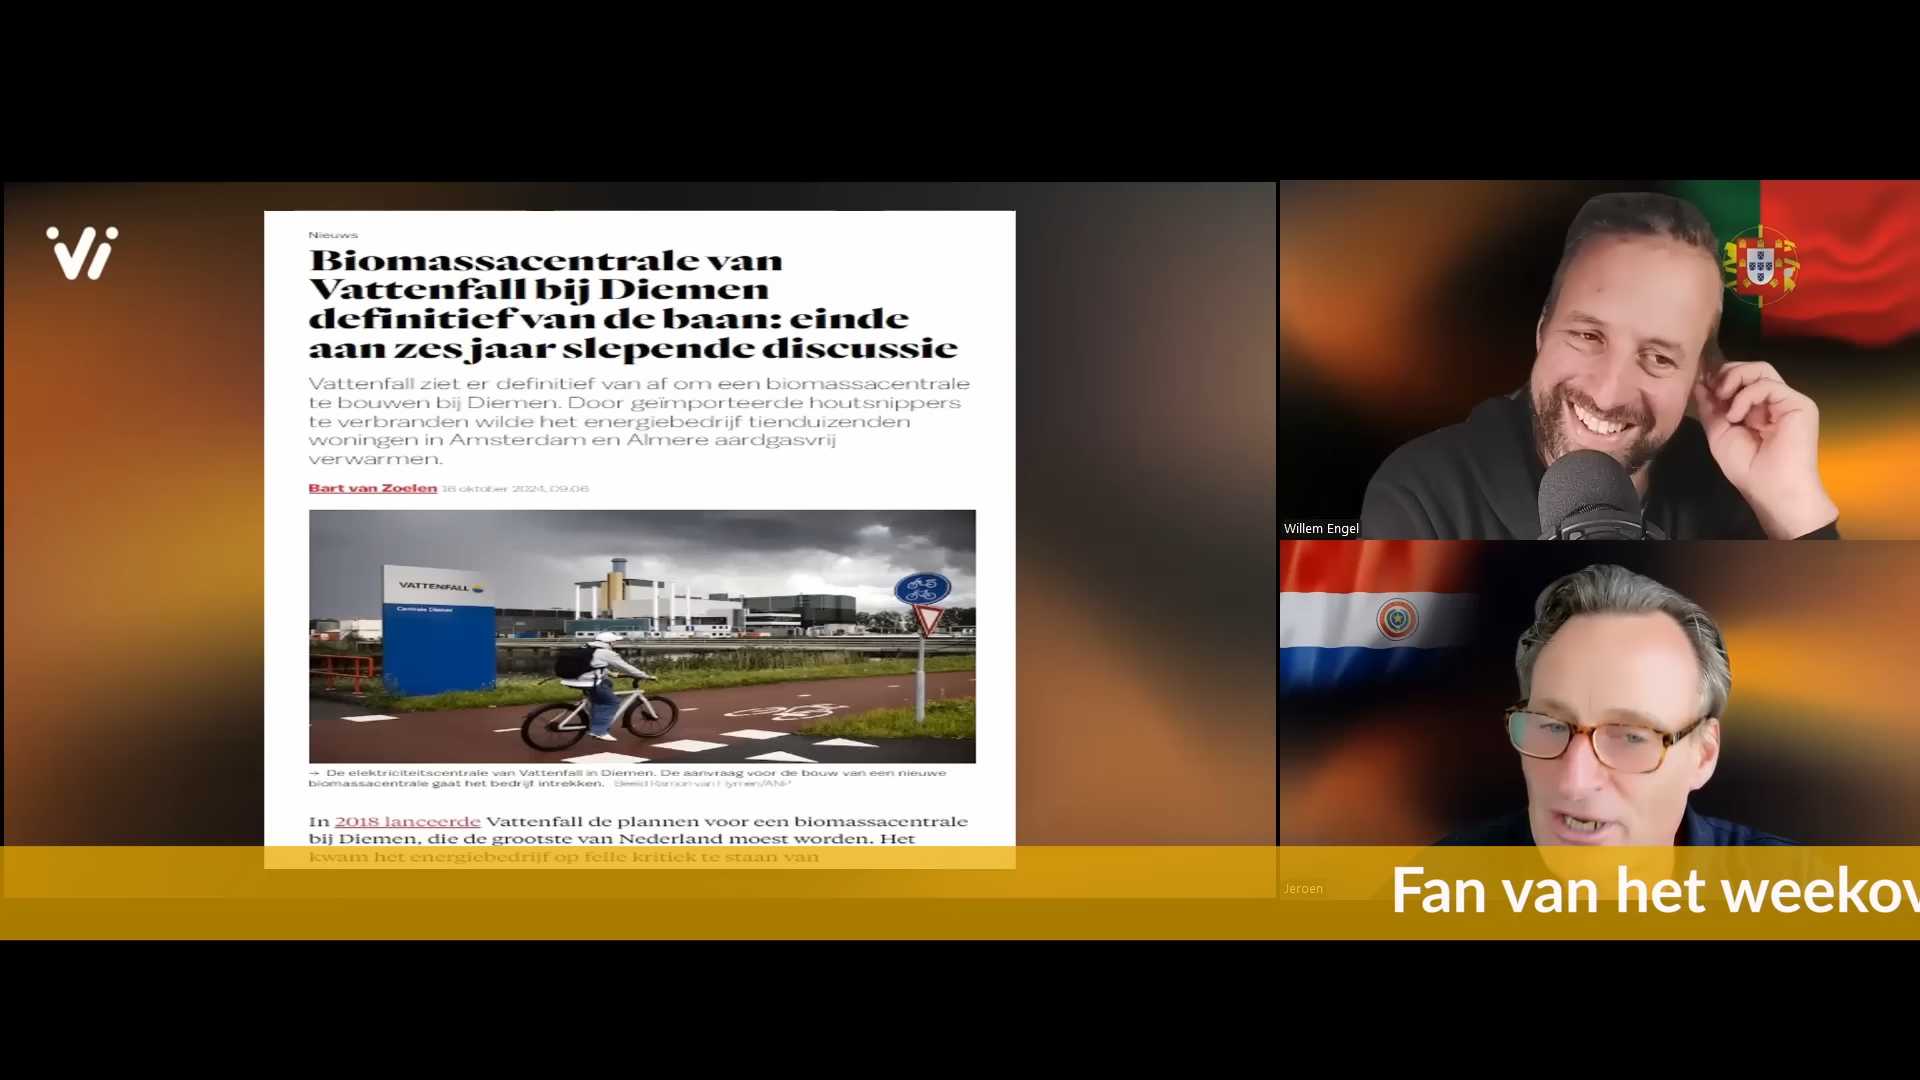 Nieuws
Biomassacentrale van
Vattenfall bij Diemen
definitief van de baan: einde
aan zes jaar slepende discussie
Vattenfall ziet er definitief van af om een biomassacentrale
te bouwen bij Diemen. Door geïmporteerde houtsnippers
te verbranden wilde het energiebedrijf tienduizenden
woningen in Amsterdam en Almere aardgasvrij
verwarmen.
Bart van Zoelen 16 oktober 2024, 09.06
VATTENFALL
Centrale Diemen
→ De elektriciteitscentrale van Vattenfall in Diemen. De aanvraag voor de bouw van een nieuwe
biomassacentrale gaat het bedrijf intrekken.
In 2018 lanceerde Vattenfall de plannen voor een biomassacentrale
bij Diemen, die de grootste van Nederland moest worden. Het
kwam het energiebedrijf op felle kritiek te staan van
Willem Engel
Jeroen
Fan van het weekov